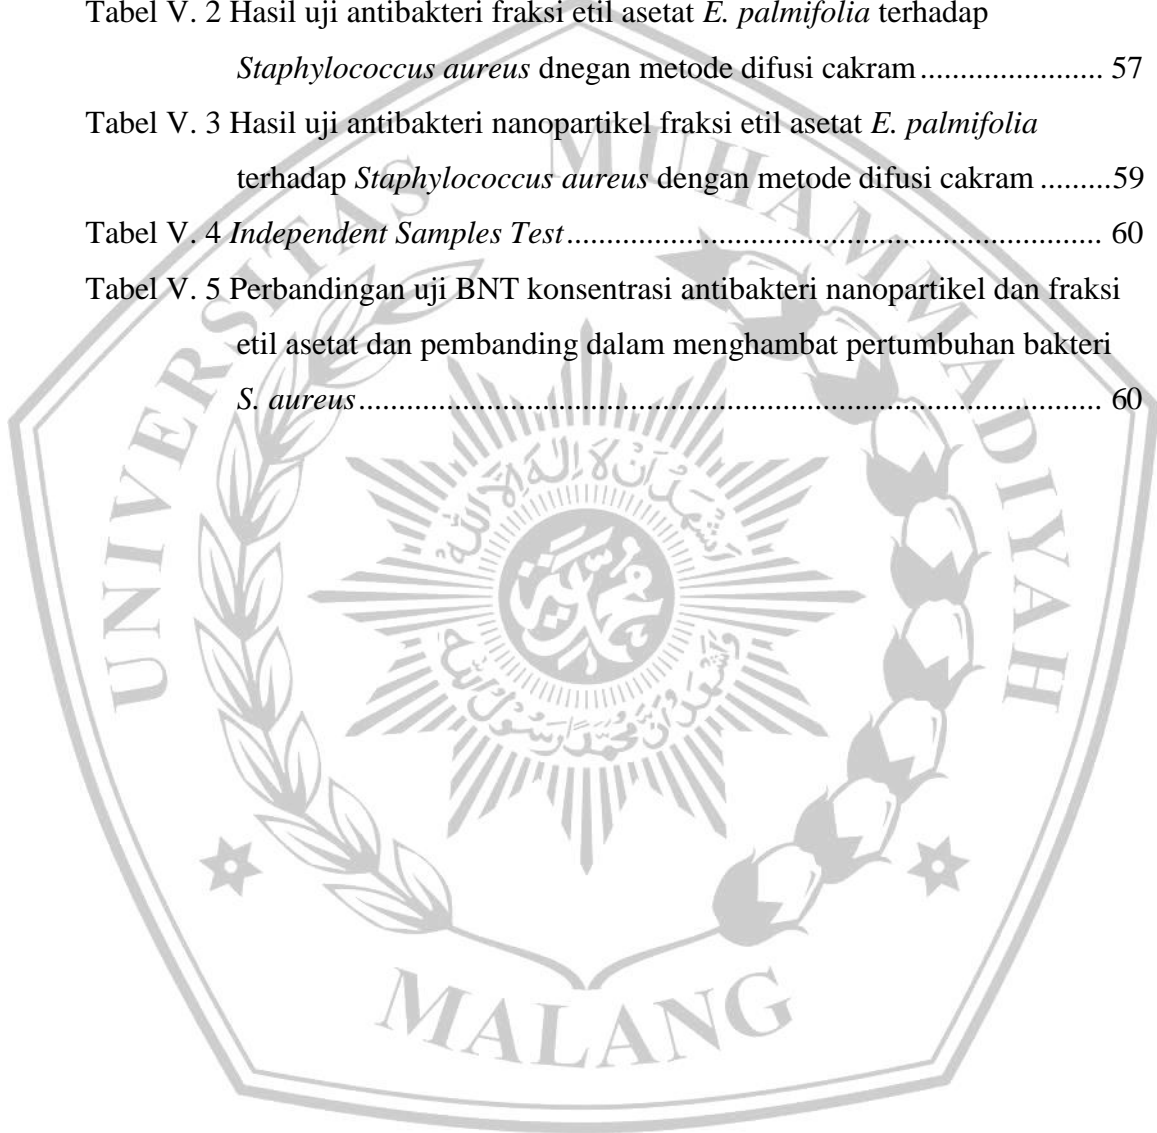 Tabel V. 2 Hasil uji antibakteri fraksi etil asetat E. palmifolia terhadap
Staphylococcus aureus dnegan metode difusi cakram ....................... 57
Tabel V. 3 Hasil uji antibakteri nanopartikel fraksi etil asetat E. palmifolia
terhadap Staphylococcus aureus dengan metode difusi cakram .........59
Tabel V. 4 Independent Samples Test................................................................... 60
Tabel V. 5 Perbandingan uji BNT konsentrasi antibakteri nanopartikel dan fraksi
etil asetat dan pembanding dalam menghambat pertumbuhan bakteri
S. aureus............................................................................................. 60
UNIVERSITAS MUHAMMADIYAH
MALANG